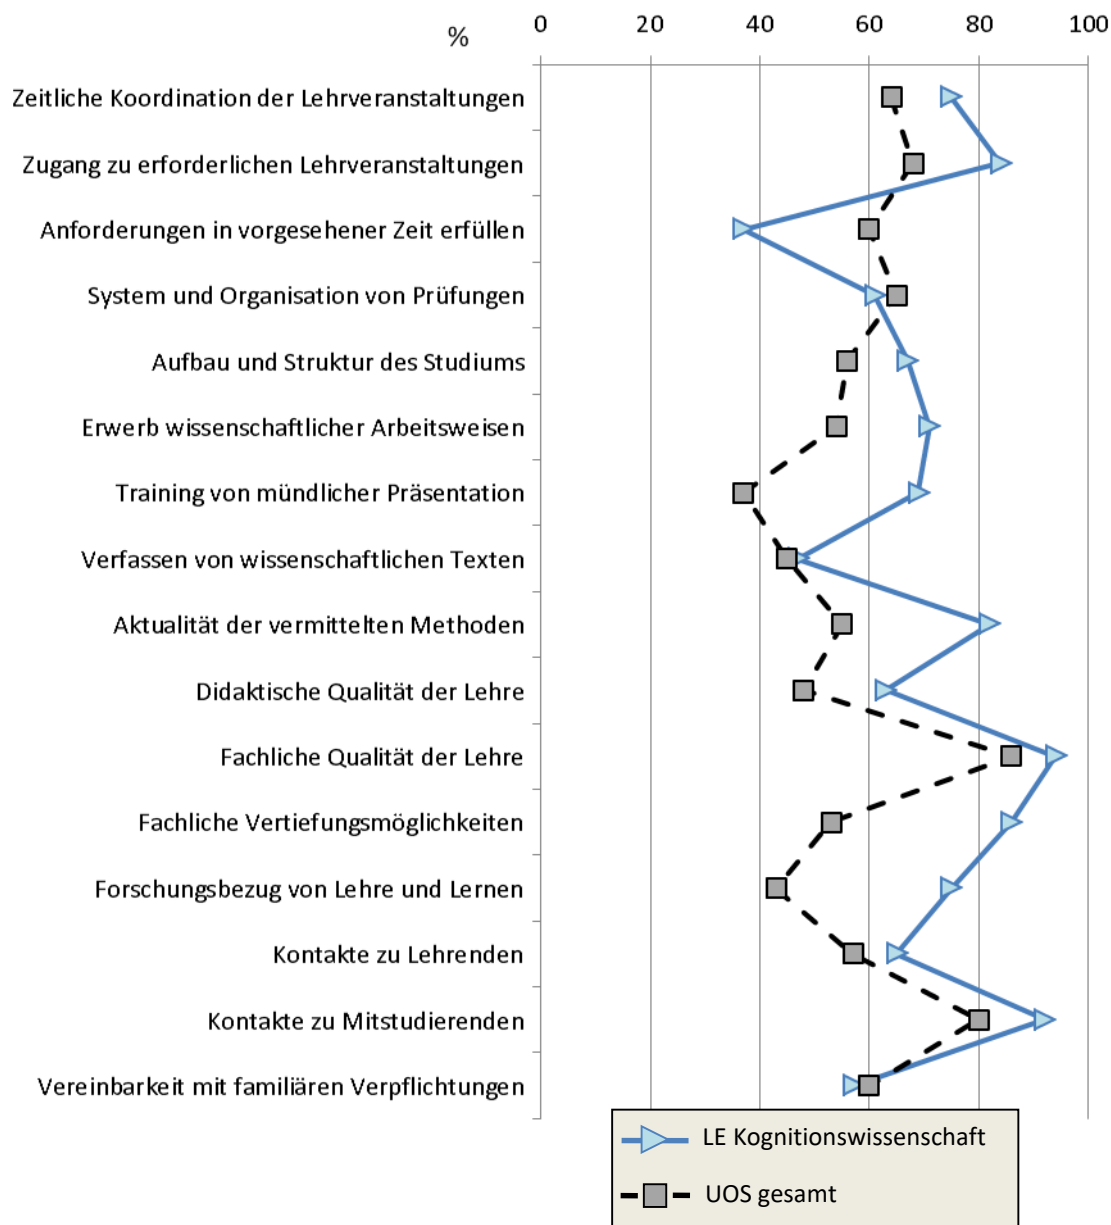 0 20 40 60 80 100
%
Zeitliche Koordination der Lehrveranstaltungen
Zugang zu erforderlichen Lehrveranstaltungen
Anforderungen in vorgesehener Zeit erfüllen
System und Organisation von Prüfungen
Aufbau und Struktur des Studiums
Erwerb wissenschaftlicher Arbeitsweisen
Training von mündlicher Präsentation
Verfassen von wissenschaftlichen Texten
Aktualität der vermittelten Methoden
Didaktische Qualität der Lehre
Fachliche Qualität der Lehre
Fachliche Vertiefungsmöglichkeiten
Forschungsbezug von Lehre und Lernen
Kontakte zu Lehrenden
Kontakte zu Mitstudierenden
Vereinbarkeit mit familiären Verpflichtungen
LE Kognitionswissenschaft
UOS gesamt